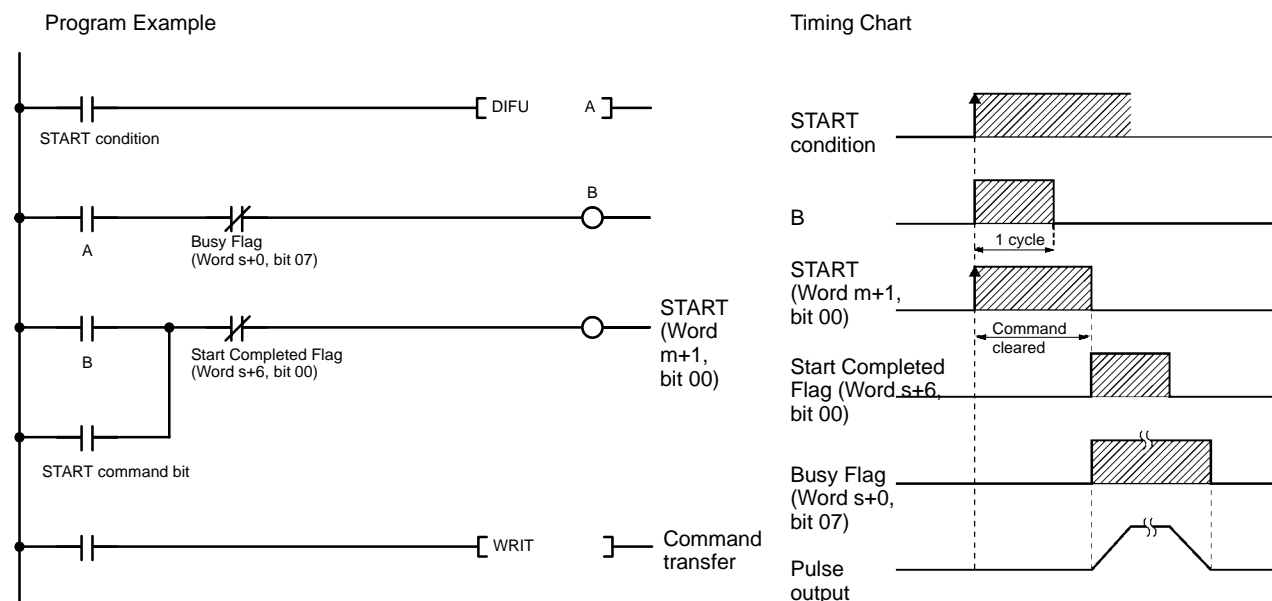 Program Example
DIFU A
START condition
B
A
Busy Flag
(Word s+0, bit 07)
START
(Word
m+1,
bit 00)
B
Start Completed Flag
(Word s+6, bit 00)
START command bit
WRIT
Command
transfer
Timing Chart
START
condition
B
1 cycle
START
(Word m+1,
bit 00)
Command
cleared
Start Completed
Flag (Word s+6,
bit 00)
Busy Flag
(Word s+0,
bit 07)
Pulse
output